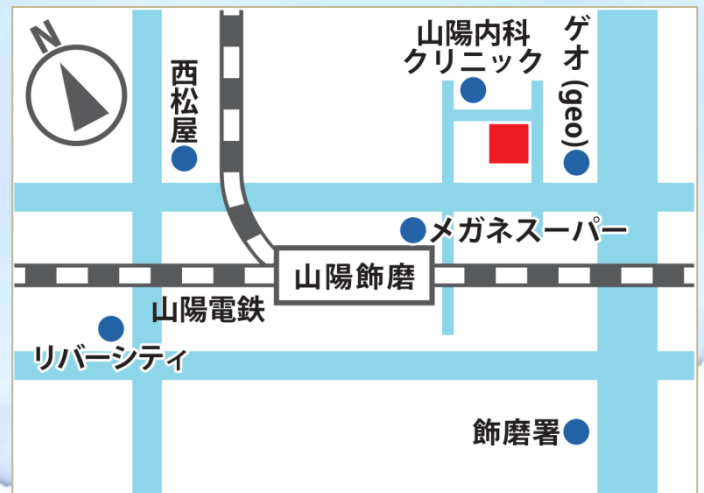 N
西松屋
山陽内科
クリニック
ゲオ(geo)
メガネスーパー
山陽飾磨
山陽電鉄
リバーシティ
飾磨署